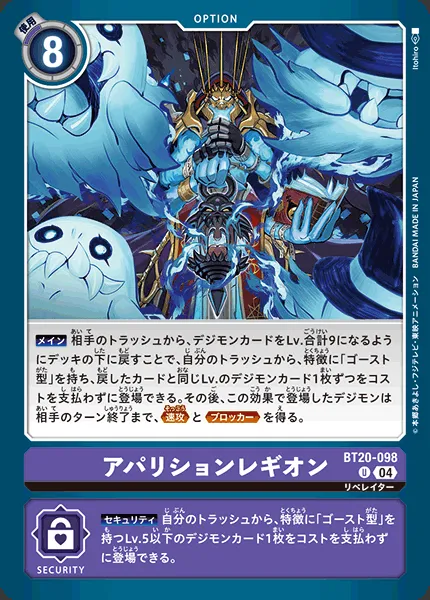 OPTION
使用
8
Itohiro
©本郷あきよし・フジテレビ・東映アニメーション BANDAI MADE IN JAPAN
メイン 相手のトラッシュから、デジモンカードをLv.合計9になるよう
にデッキの下に戻すことで、自分のトラッシュから、特徴に「ゴースト
型」を持ち、戻したカードと同じLv.のデジモンカード1枚ずつをコス
トを支払わずに登場できる。その後、この効果で登場したデジモンは
相手のターン終了まで、速攻 と ブロッカー を得る。
アパリションレギオン
BT20-098
U 04
リベレイター
セキュリティ 自分のトラッシュから、特徴に「ゴースト型」を
持つLv.5以下のデジモンカード1枚をコストを支払わず
に登場できる。
SECURITY